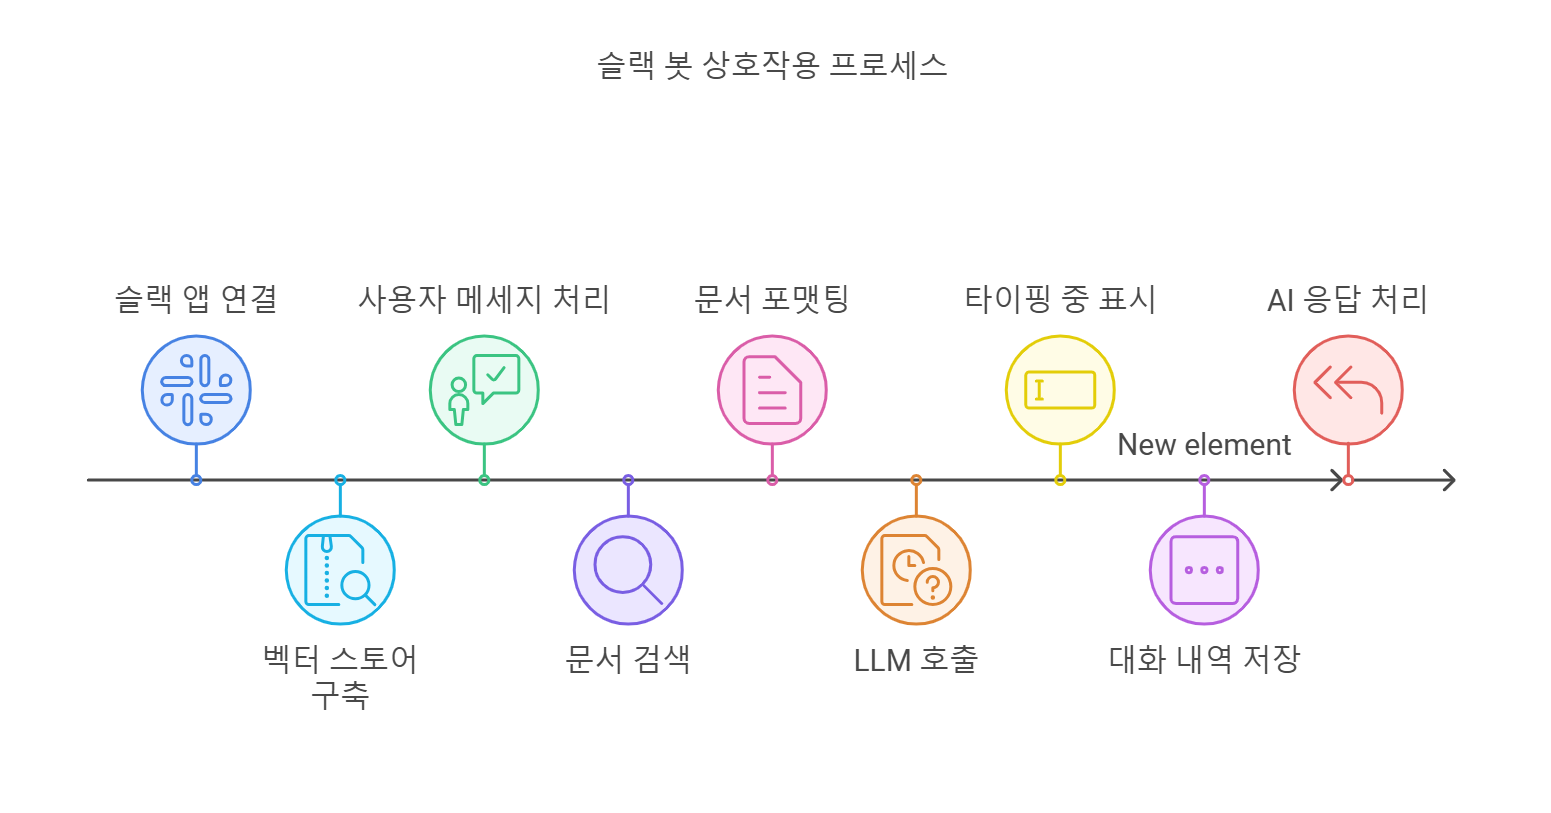 슬랙 봇 상호작용 프로세스
슬랙 앱 연결
사용자 메세지 처리
문서 포맷팅
타이핑 중 표시
AI 응답 처리
New element
벡터 스토어
구축
문서 검색
LLM 호출
대화 내역 저장